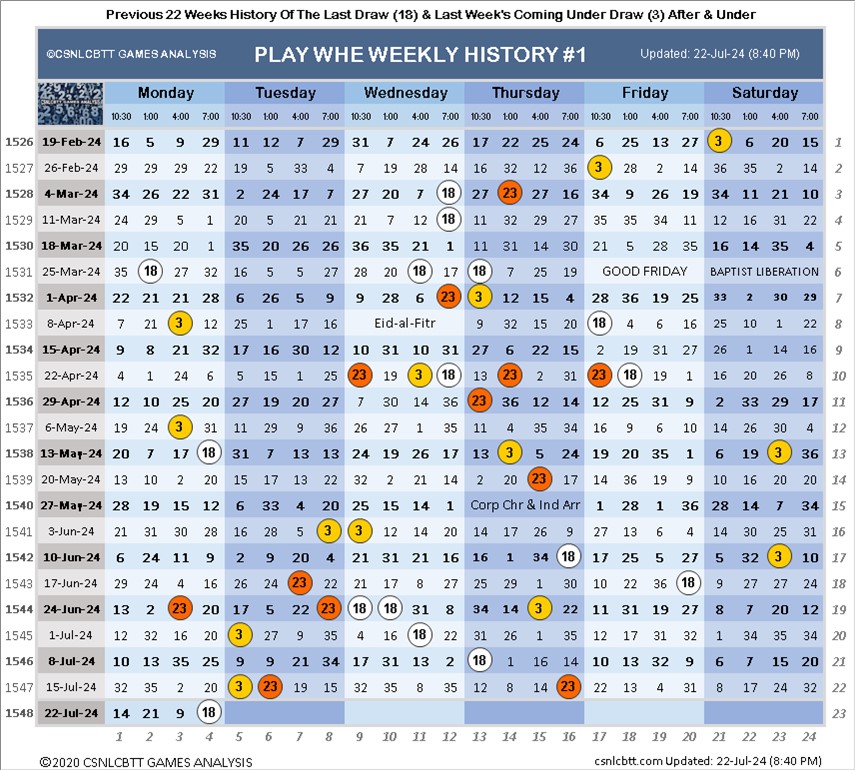 Previous 22 Weeks History Of The Last Draw (18) & Last Week's Coming Under Draw (3) After & Under
©CSNLCBTT GAMES ANALYSIS PLAY WHE WEEKLY HISTORY #1 Updated: 22-Jul-24 (8:40 PM)
CSNLCBTT GAMES ANALYSIS Monday Tuesday Wednesday Thursday Friday Saturday
10:30 1:00 4:00 7:00 10:30 1:00 4:00 7:00 10:30 1:00 4:00 7:00 10:30 1:00 4:00 7:00 10:30 1:00 4:00 7:00 10:30 1:00 4:00 7:00
1526 19-Feb-24 16 5 9 29 11 12 7 29 31 7 24 26 17 22 25 24 6 25 13 27 3 6 20 15 1
1527 26-Feb-24 29 29 29 22 19 5 33 4 7 19 28 14 16 32 12 36 3 28 2 14 36 35 2 14 2
1528 4-Mar-24 34 26 22 31 2 24 17 7 27 20 7 18 27 23 27 16 34 9 26 19 34 11 21 10 3
1529 11-Mar-24 24 29 5 1 20 5 21 21 21 7 12 18 11 32 29 27 35 35 34 11 12 16 31 22 4
1530 18-Mar-24 20 15 20 1 35 20 26 26 36 35 21 1 11 31 14 30 21 5 28 35 16 14 35 4 5
1531 25-Mar-24 35 18 27 32 16 5 5 27 28 20 18 17 18 7 25 19 GOOD FRIDAY BAPTIST LIBERATION 6
1532 1-Apr-24 22 21 21 28 6 26 5 9 9 28 6 23 3 12 15 4 28 36 19 25 33 2 30 29 7
1533 8-Apr-24 7 21 3 12 25 1 17 16 Eid-al-Fitr 9 32 15 20 18 4 6 16 25 10 1 22 8
1534 15-Apr-24 9 8 21 32 17 16 30 12 10 31 10 31 27 6 22 15 2 19 31 27 26 1 14 16 9
1535 22-Apr-24 4 1 24 6 5 15 1 25 23 19 3 18 13 23 2 31 23 18 19 1 16 20 26 8 10
1536 29-Apr-24 12 10 25 20 27 19 20 27 7 30 14 36 23 36 12 14 12 25 31 9 2 33 29 17 11
1537 6-May-24 19 24 3 31 11 29 9 36 26 27 1 35 11 4 35 34 16 9 6 10 14 26 30 4 12
1538 13-May-24 20 7 17 18 31 7 13 13 24 19 26 17 13 3 5 24 19 20 35 1 6 19 3 36 13
1539 20-May-24 13 10 20 2 15 17 13 22 32 2 21 14 2 20 23 17 14 36 19 9 10 16 20 20 14
1540 27-May-24 28 19 15 12 6 33 4 20 25 15 14 1 Corp Chr & Ind Arr 1 28 1 36 28 14 7 34 15
1541 3-Jun-24 21 31 30 28 16 28 5 3 3 12 14 20 14 17 26 9 27 13 6 4 14 30 25 31 16
1542 10-Jun-24 6 24 11 9 2 9 20 4 21 31 21 16 16 1 34 18 17 25 5 27 5 32 3 10 17
1543 17-Jun-24 29 24 4 16 26 24 23 22 21 17 8 27 25 29 1 30 10 22 36 20 9 27 27 24 18
1544 24-Jun-24 13 2 23 20 17 5 22 23 18 18 31 8 34 14 3 22 11 31 19 27 8 7 20 12 19
1545 1-Jul-24 12 32 16 20 3 27 9 35 4 16 18 22 31 26 1 35 12 17 31 32 1 34 35 34 20
1546 8-Jul-24 10 13 35 25 9 9 21 34 17 31 13 2 18 1 16 14 10 13 32 9 6 7 15 20 21
1547 15-Jul-24 32 35 2 20 3 23 19 15 32 35 8 35 12 8 14 23 22 13 4 31 8 17 24 32 22
1548 22-Jul-24 14 21 9 18 23
1 2 3 4 5 6 7 8 9 10 11 12 13 14 15 16 17 18 19 20 21 22 23 24
©2020 CSNLCBTT GAMES ANALYSIS csnlcbtt.com Updated: 22-Jul-24 (8:40 PM)